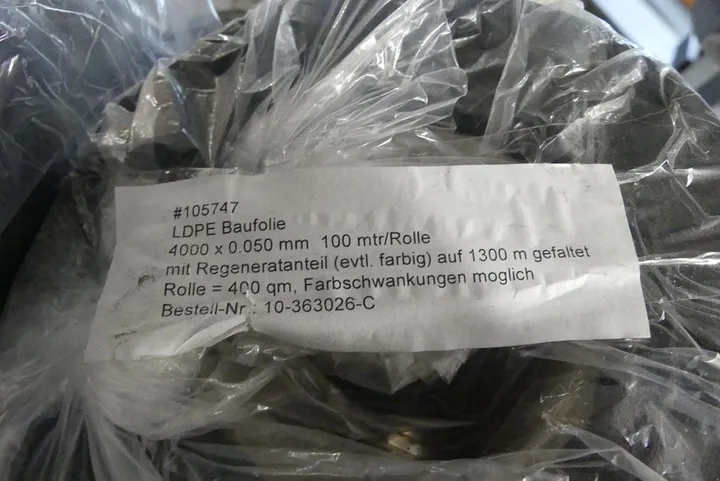 #105747
LDPE Baufolie
4000 x 0.050 mm 100 mtr/Rolle
mit Regeneratanteil (evtl. farbig) auf 1300 m gefaltet
Rolle = 400 qm, Farbschwankungen moglich
Bestell-Nr.: 10-363026-C